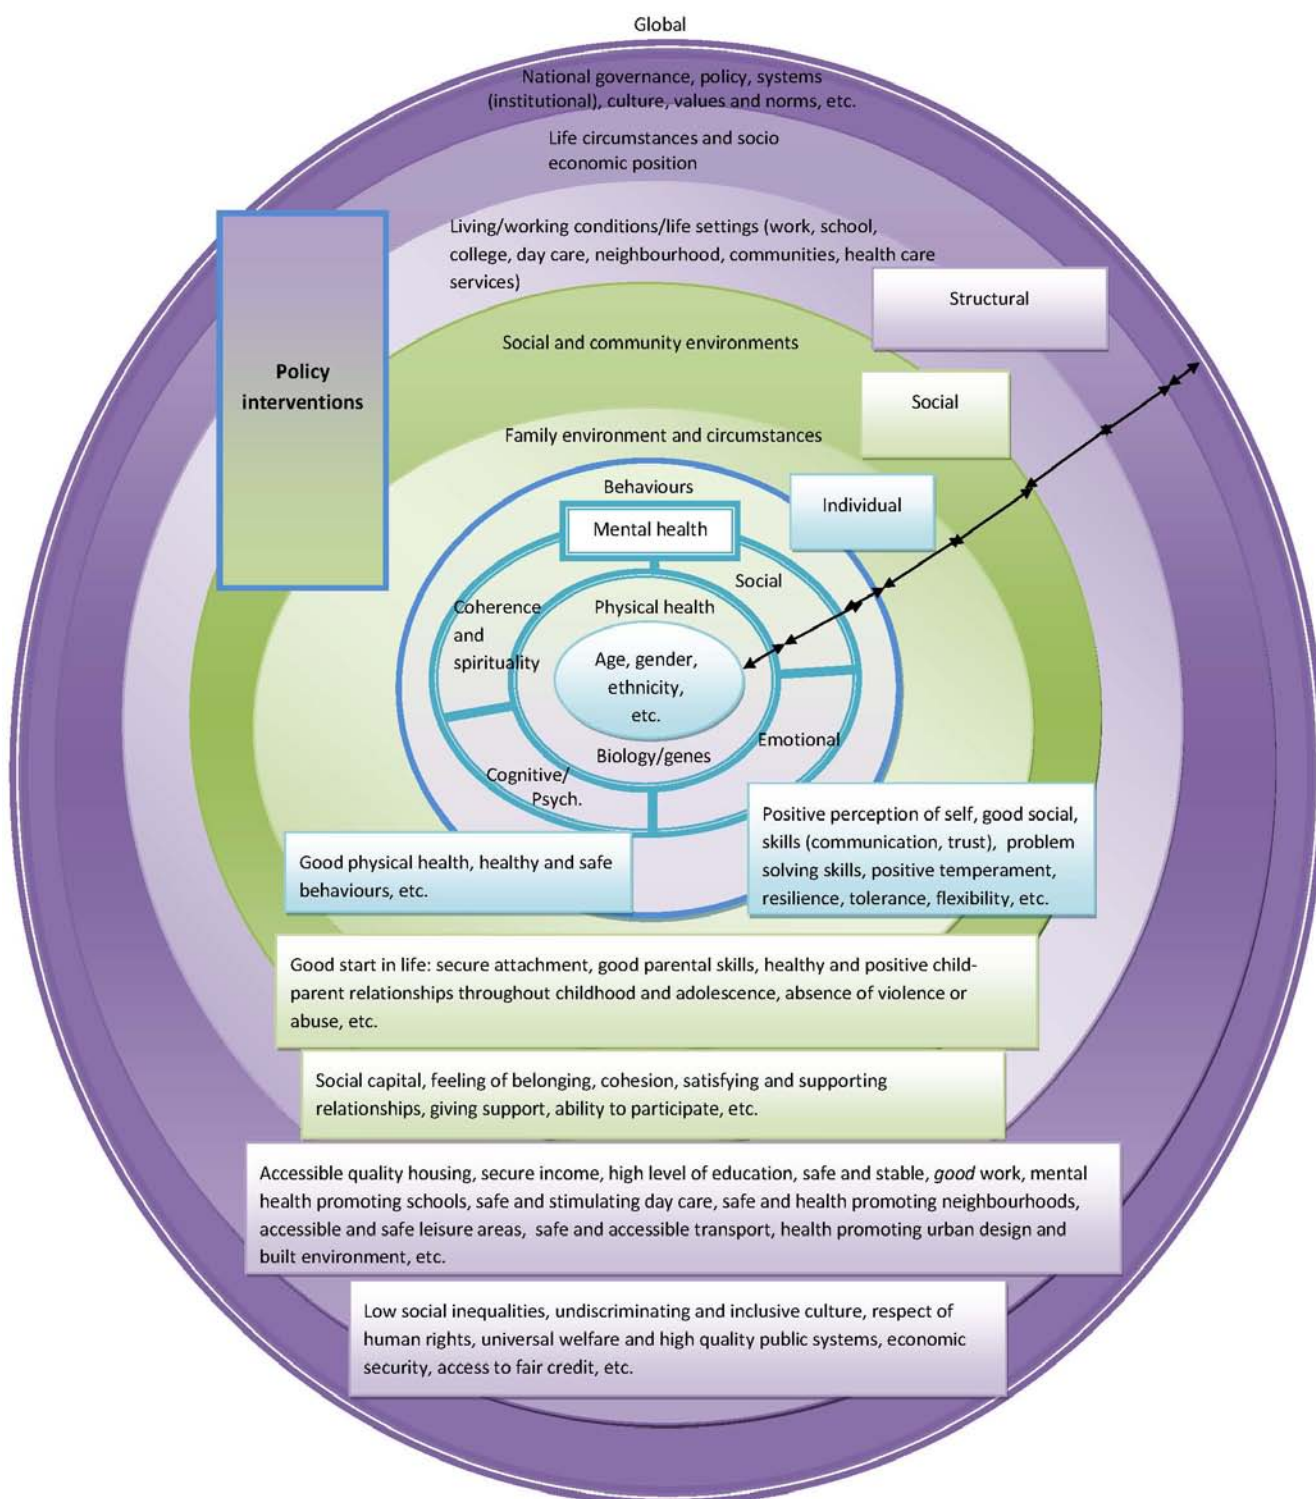 Global
National governance, policy, systems
(institutional), culture, values and norms, etc.
Life circumstances and socio
economic position
Living/working conditions/life settings (work, school,
college, day care, neighbourhood, communities, health care
services)
Structural
Social and community environments
Policy
interventions
Social
Family environment and circumstances
Behaviours
Individual
Mental health
Social
Coherence
and
spirituality
Physical health
Age, gender,
ethnicity,
etc.
Emotional
Biology/genes
Cognitive/
Psych.
Positive perception of self, good social,
skills (communication, trust), problem
solving skills, positive temperament,
resilience, tolerance, flexibility, etc.
Good physical health, healthy and safe
behaviours, etc.
Good start in life: secure attachment, good parental skills, healthy and positive child-
parent relationships throughout childhood and adolescence, absence of violence or
abuse, etc.
Social capital, feeling of belonging, cohesion, satisfying and supporting
relationships, giving support, ability to participate, etc.
Accessible quality housing, secure income, high level of education, safe and stable, good work, mental
health promoting schools, safe and stimulating day care, safe and health promoting neighbourhoods,
accessible and safe leisure areas, safe and accessible transport, health promoting urban design and
built environment, etc.
Low social inequalities, undiscriminating and inclusive culture, respect of
human rights, universal welfare and high quality public systems, economic
security, access to fair credit, etc.